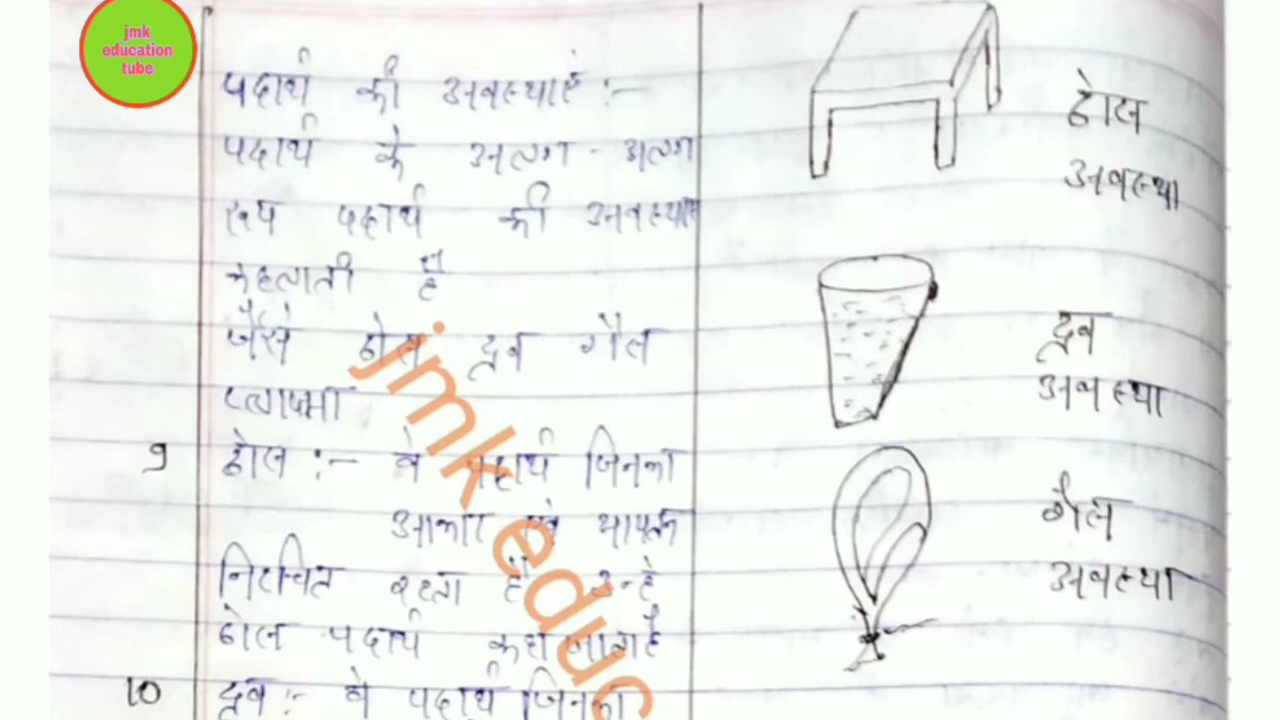 jmk
education
tube
पदार्थ की अवस्थाएं :-
पदार्थ के अलग - अलग
रूप पदार्थ की अवस्थाएं
कहलाती है
जैसे ठोस द्रव गैस
प्लाज्मा
9 ठोस :- वे पदार्थ जिनका
आकार एवं
निश्चित रहता है उन्हे
ठोस पदार्थ कहा जाता है
10 द्रव :- वे पदार्थ जिनका
ठोस
अवस्था
द्रव
अवस्था
गैस
अवस्था
jmk educ